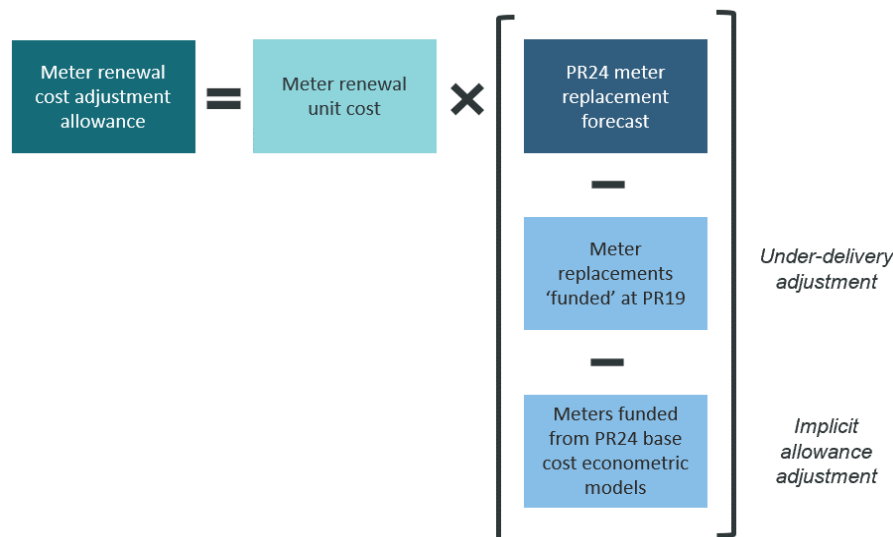 Meter renewal
cost adjustment
allowance
=
Meter renewal
unit cost
×
PR24 meter
replacement
forecast
−
Meter
replacements
‘funded’ at PR19
Under-delivery
adjustment
−
Meters funded
from PR24 base
cost econometric
models
Implicit
allowance
adjustment